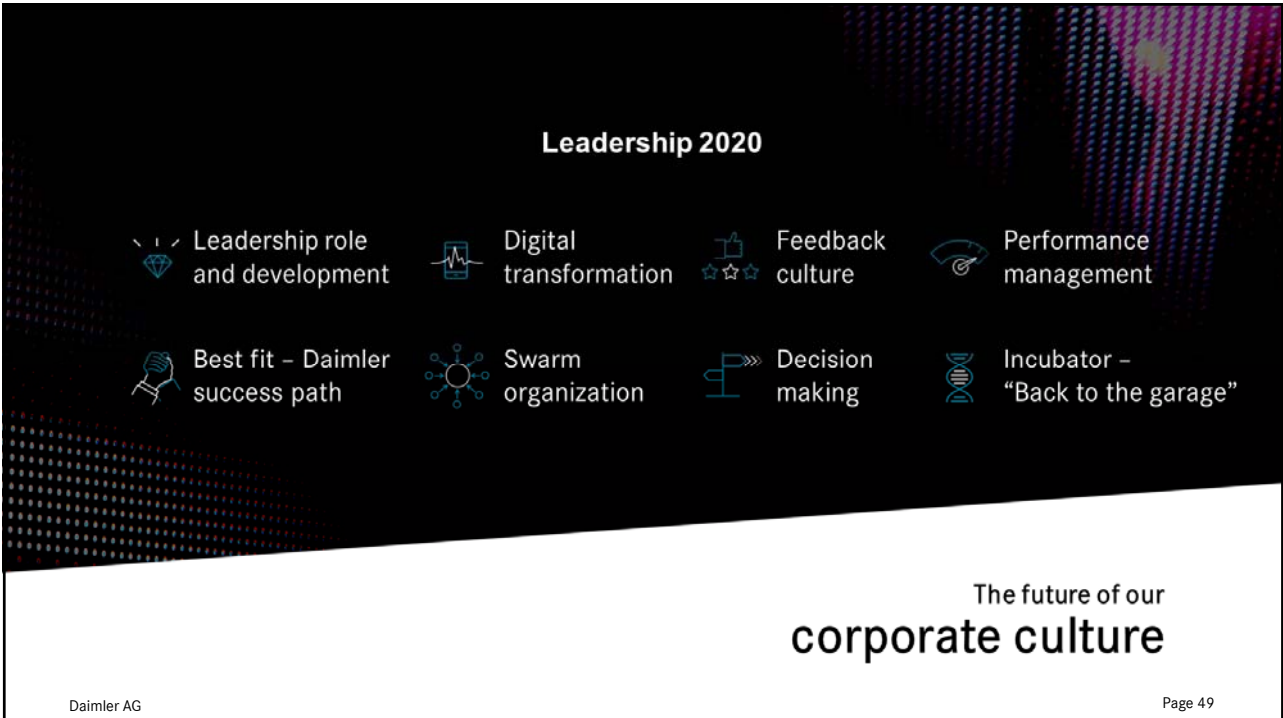 Leadership 2020
Leadership role
and development
Digital
transformation
Feedback
culture
Performance
management
Best fit – Daimler
success path
Swarm
organization
Decision
making
Incubator –
“Back to the garage”
The future of our
corporate culture
Daimler AG
Page 49